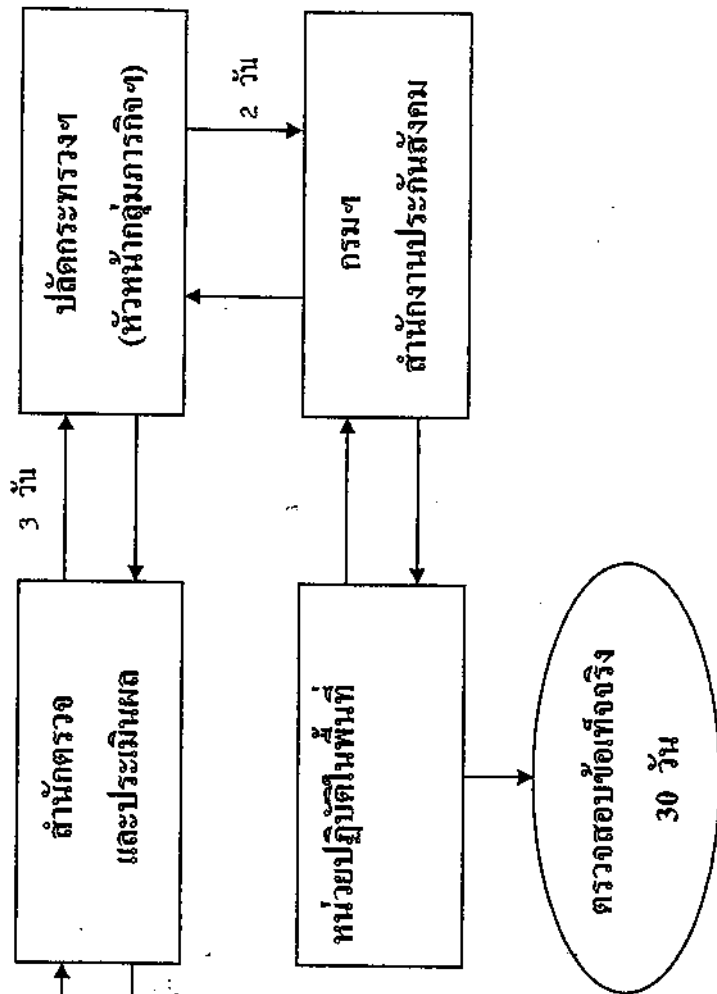 สำนักตรวจ
และประเมินผล
3 วัน
ปลัดกระทรวงฯ
(หัวหน้ากลุ่มภารกิจฯ)
2 วัน
หน่วยปฏิบัติในพื้นที่
กรมฯ
สำนักงานประกันสังคม
ตรวจสอบข้อเท็จจริง
30 วัน